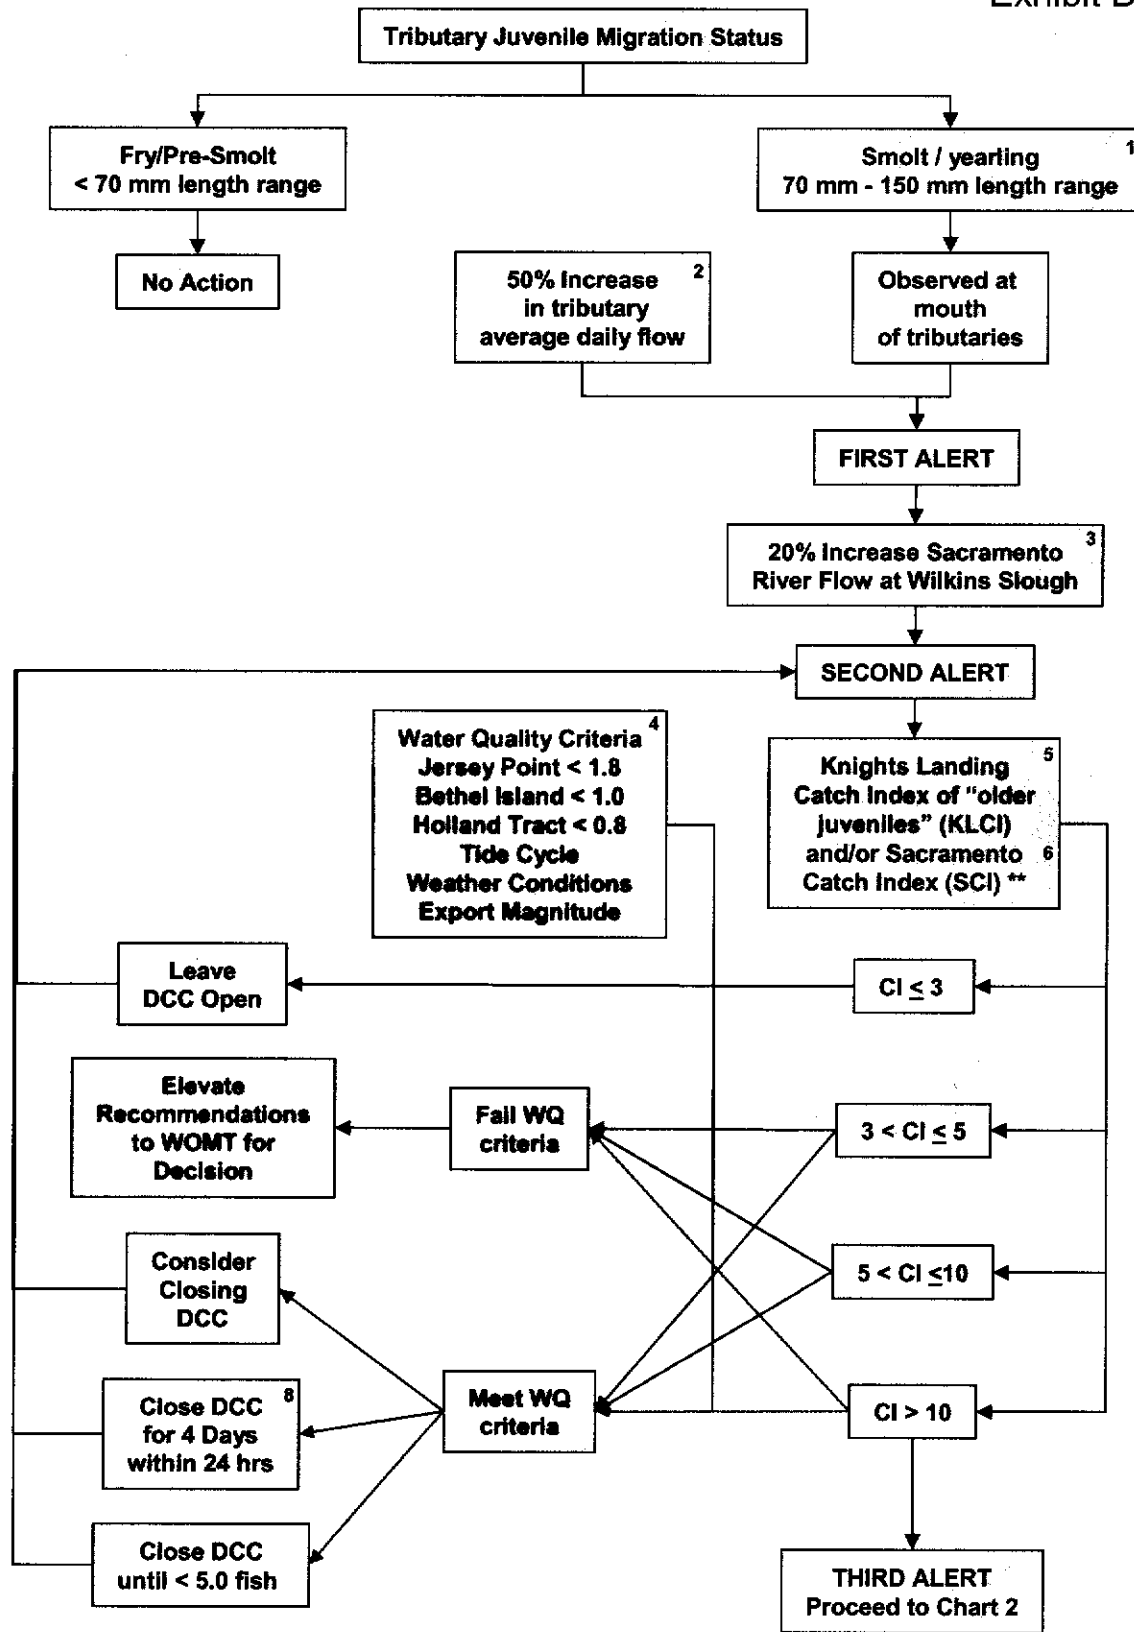 Exhibit B
Tributary Juvenile Migration Status
Fry/Pre-Smolt
< 70 mm length range
Smolt / yearling 1
70 mm - 150 mm length range
No Action
50% Increase 2
in tributary
average daily flow
Observed at
mouth
of tributaries
FIRST ALERT
20% Increase Sacramento 3
River Flow at Wilkins Slough
SECOND ALERT
Water Quality Criteria 4
Jersey Point < 1.8
Bethel Island < 1.0
Holland Tract < 0.8
Tide Cycle
Weather Conditions
Export Magnitude
Knights Landing 5
Catch Index of “older
juveniles” (KLCI)
and/or Sacramento 6
Catch Index (SCI) **
Leave
DCC Open
CI ≤ 3
Elevate
Recommendations
to WOMT for
Decision
Fail WQ
criteria
3 < CI ≤ 5
Consider
Closing
DCC
5 < CI ≤10
Close DCC 8
for 4 Days
within 24 hrs
Meet WQ
criteria
CI > 10
Close DCC
until < 5.0 fish
THIRD ALERT
Proceed to Chart 2